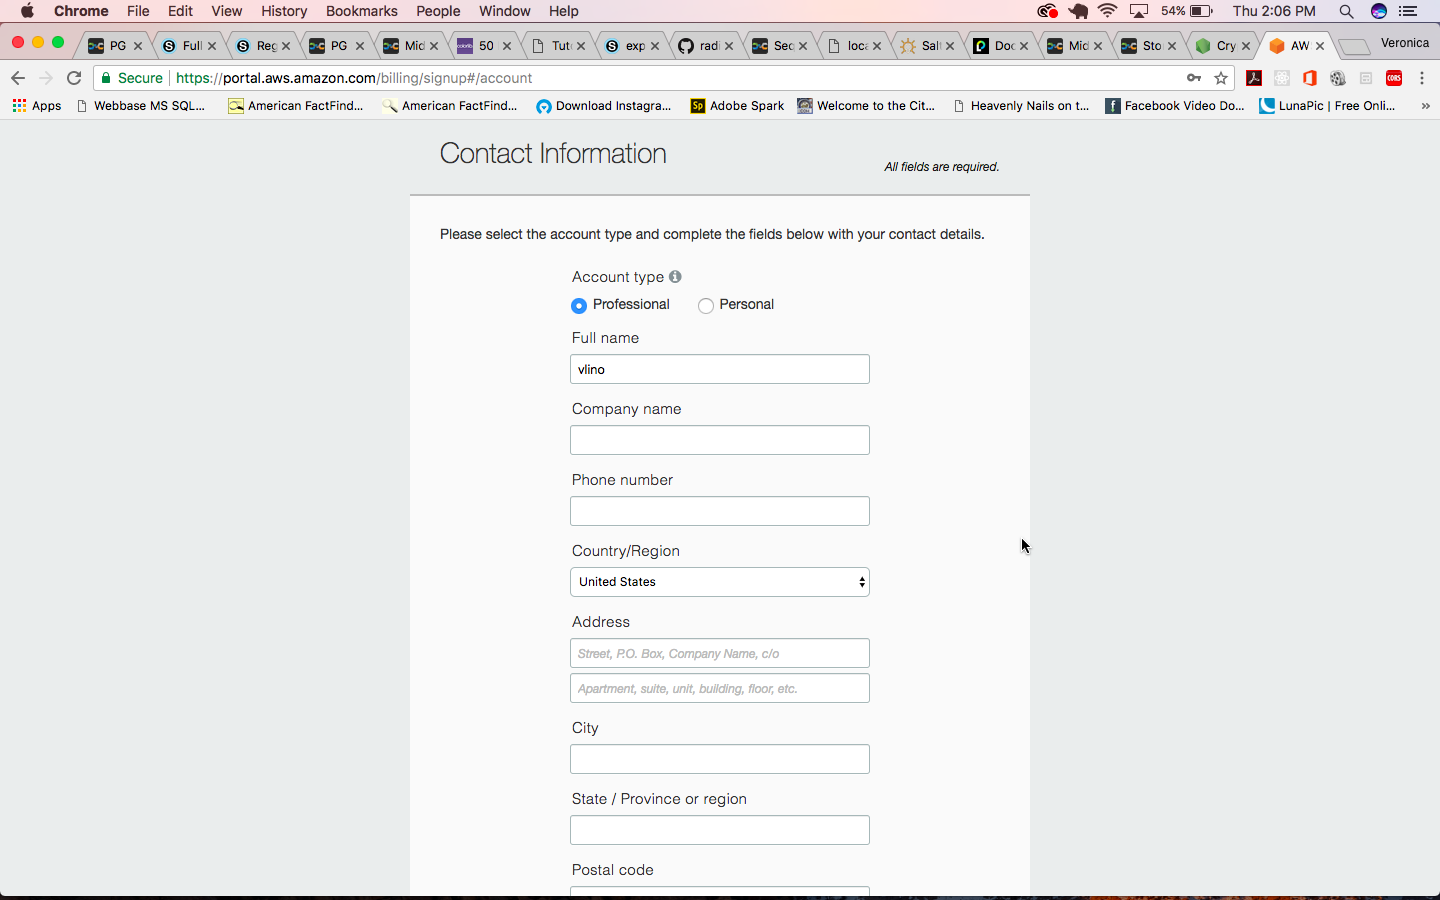 Chrome File Edit View History Bookmarks People Window Help 54% Thu 2:06 PM
PG Full Reg PG Mid 50 Tut exp radi Seq loca Salt Doc Mid Sto Cry AW Veronica
Secure https://portal.aws.amazon.com/billing/signup#/account
Apps Webbase MS SQL... American FactFind... American FactFind... Download Instagra... Sp Adobe Spark Welcome to the Cit... Heavenly Nails on t... Facebook Video Do... LunaPic | Free Onli... »
Contact Information
All fields are required.
Please select the account type and complete the fields below with your contact details.
Account type
Professional Personal
Full name
vlino
Company name
Phone number
Country/Region
United States
Address
Street, P.O. Box, Company Name, c/o
Apartment, suite, unit, building, floor, etc.
City
State / Province or region
Postal code